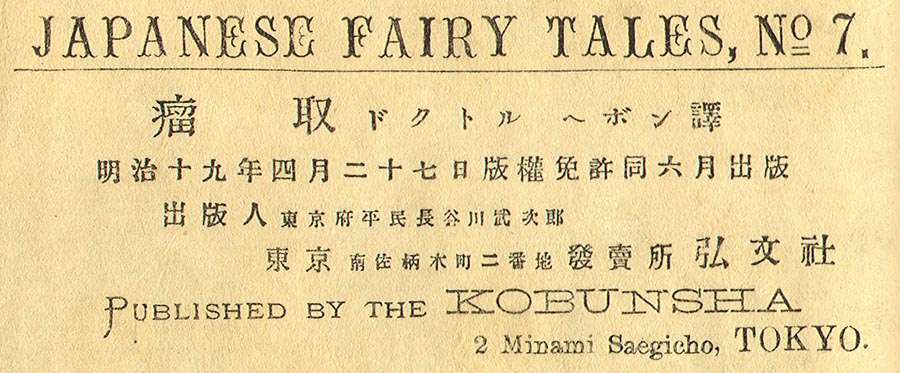 JAPANESE FAIRY TALES, No 7.
瘤取ドクトルヘボン譯
明治十九年四月二十七日版權免許同六月出版
出版人東京府平民長谷川武次郎
東京南佐柄木町二番地發賣所弘文社
PUBLISHED BY THE KOBUNSHA
2 Minami Saegicho, TOKYO.